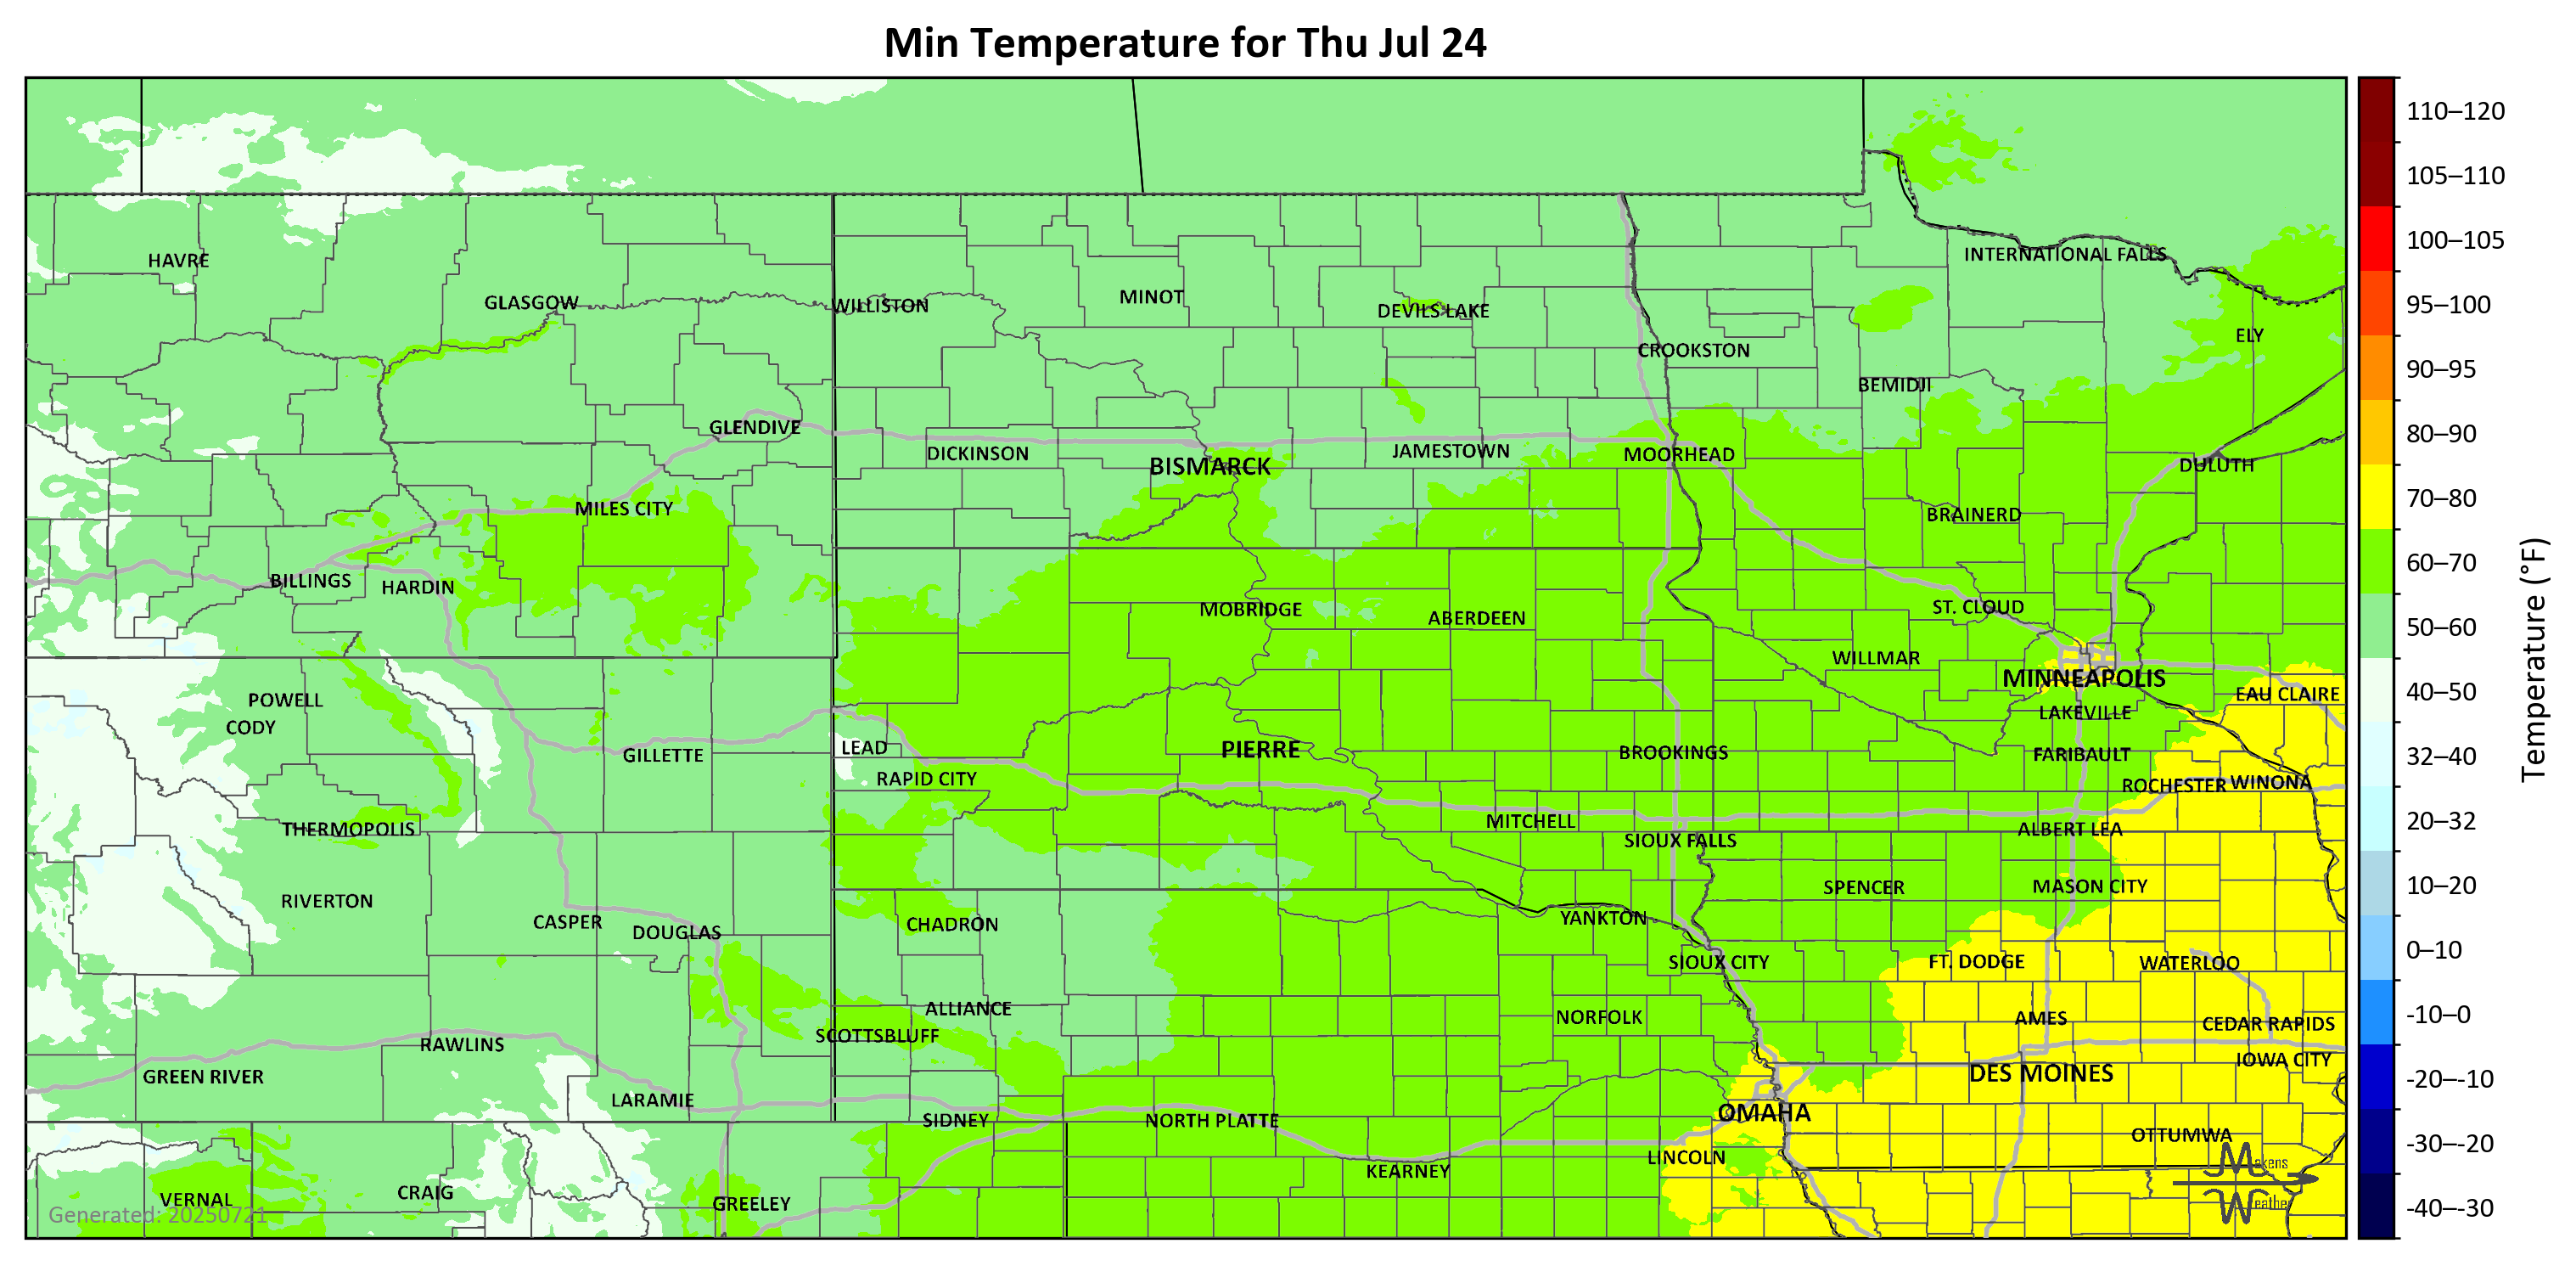 Min Temperature for Thu Jul 24
110–120
105–110
100–105
95–100
90–95
80–90
70–80
60–70
50–60
40–50
32–40
20–32
10–20
0–10
-10–0
-20–-10
-30–-20
-40–-30
Temperature (°F)
HAVRE
INTERNATIONAL FALLS
GLASGOW
WILLISTON
MINOT
DEVILS LAKE
ELY
CROOKSTON
BEMIDJI
GLENDIVE
DICKINSON
BISMARCK
JAMESTOWN
MOORHEAD
DULUTH
MILES CITY
BRAINERD
BILLINGS
HARDIN
MOBRIDGE
ABERDEEN
ST. CLOUD
WILLMAR
MINNEAPOLIS
EAU CLAIRE
POWELL
CODY
LAKEVILLE
GILLETTE
LEAD
PIERRE
BROOKINGS
FARIBAULT
RAPID CITY
ROCHESTER
WINONA
THERMOPOLIS
MITCHELL
ALBERT LEA
SIOUX FALLS
SPENCER
MASON CITY
RIVERTON
CASPER
DOUGLAS
CHADRON
YANKTON
SIOUX CITY
FT. DODGE
WATERLOO
ALLIANCE
NORFOLK
AMES
CEDAR RAPIDS
SCOTTSBLUFF
RAWLINS
IOWA CITY
GREEN RIVER
DES MOINES
LARAMIE
SIDNEY
NORTH PLATTE
OMAHA
OTTUMWA
LINCOLN
KEARNEY
VERNAL
CRAIG
GREELEY
Generated: 20250721
Makens
Weather